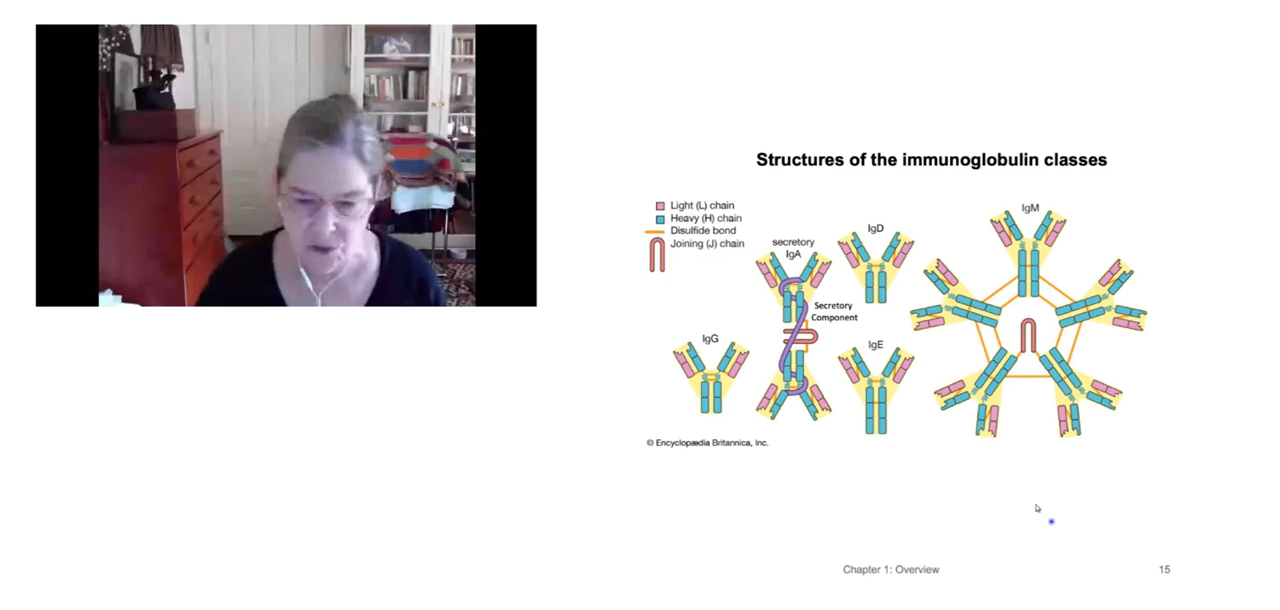 Structures of the immunoglobulin classes
Light (L) chain
Heavy (H) chain
Disulfide bond
Joining (J) chain
secretory
IgA
IgD
IgM
Secretory
Component
IgG
IgE
© Encyclopædia Britannica, Inc.
Chapter 1: Overview
15